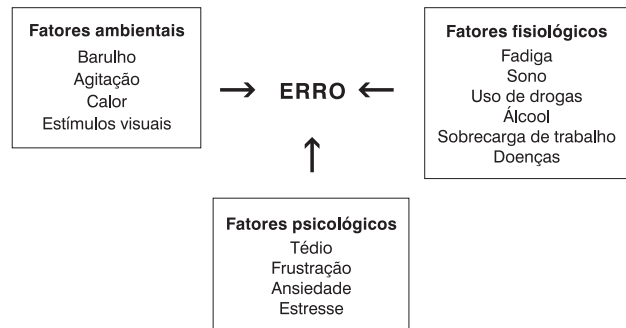 Fatores ambientais
Barulho
Agitação
Calor
Estímulos visuais
→ ERRO ←
Fatores fisiológicos
Fadiga
Sono
Uso de drogas
Álcool
Sobrecarga de trabalho
Doenças
↑
Fatores psicológicos
Tédio
Frustração
Ansiedade
Estresse